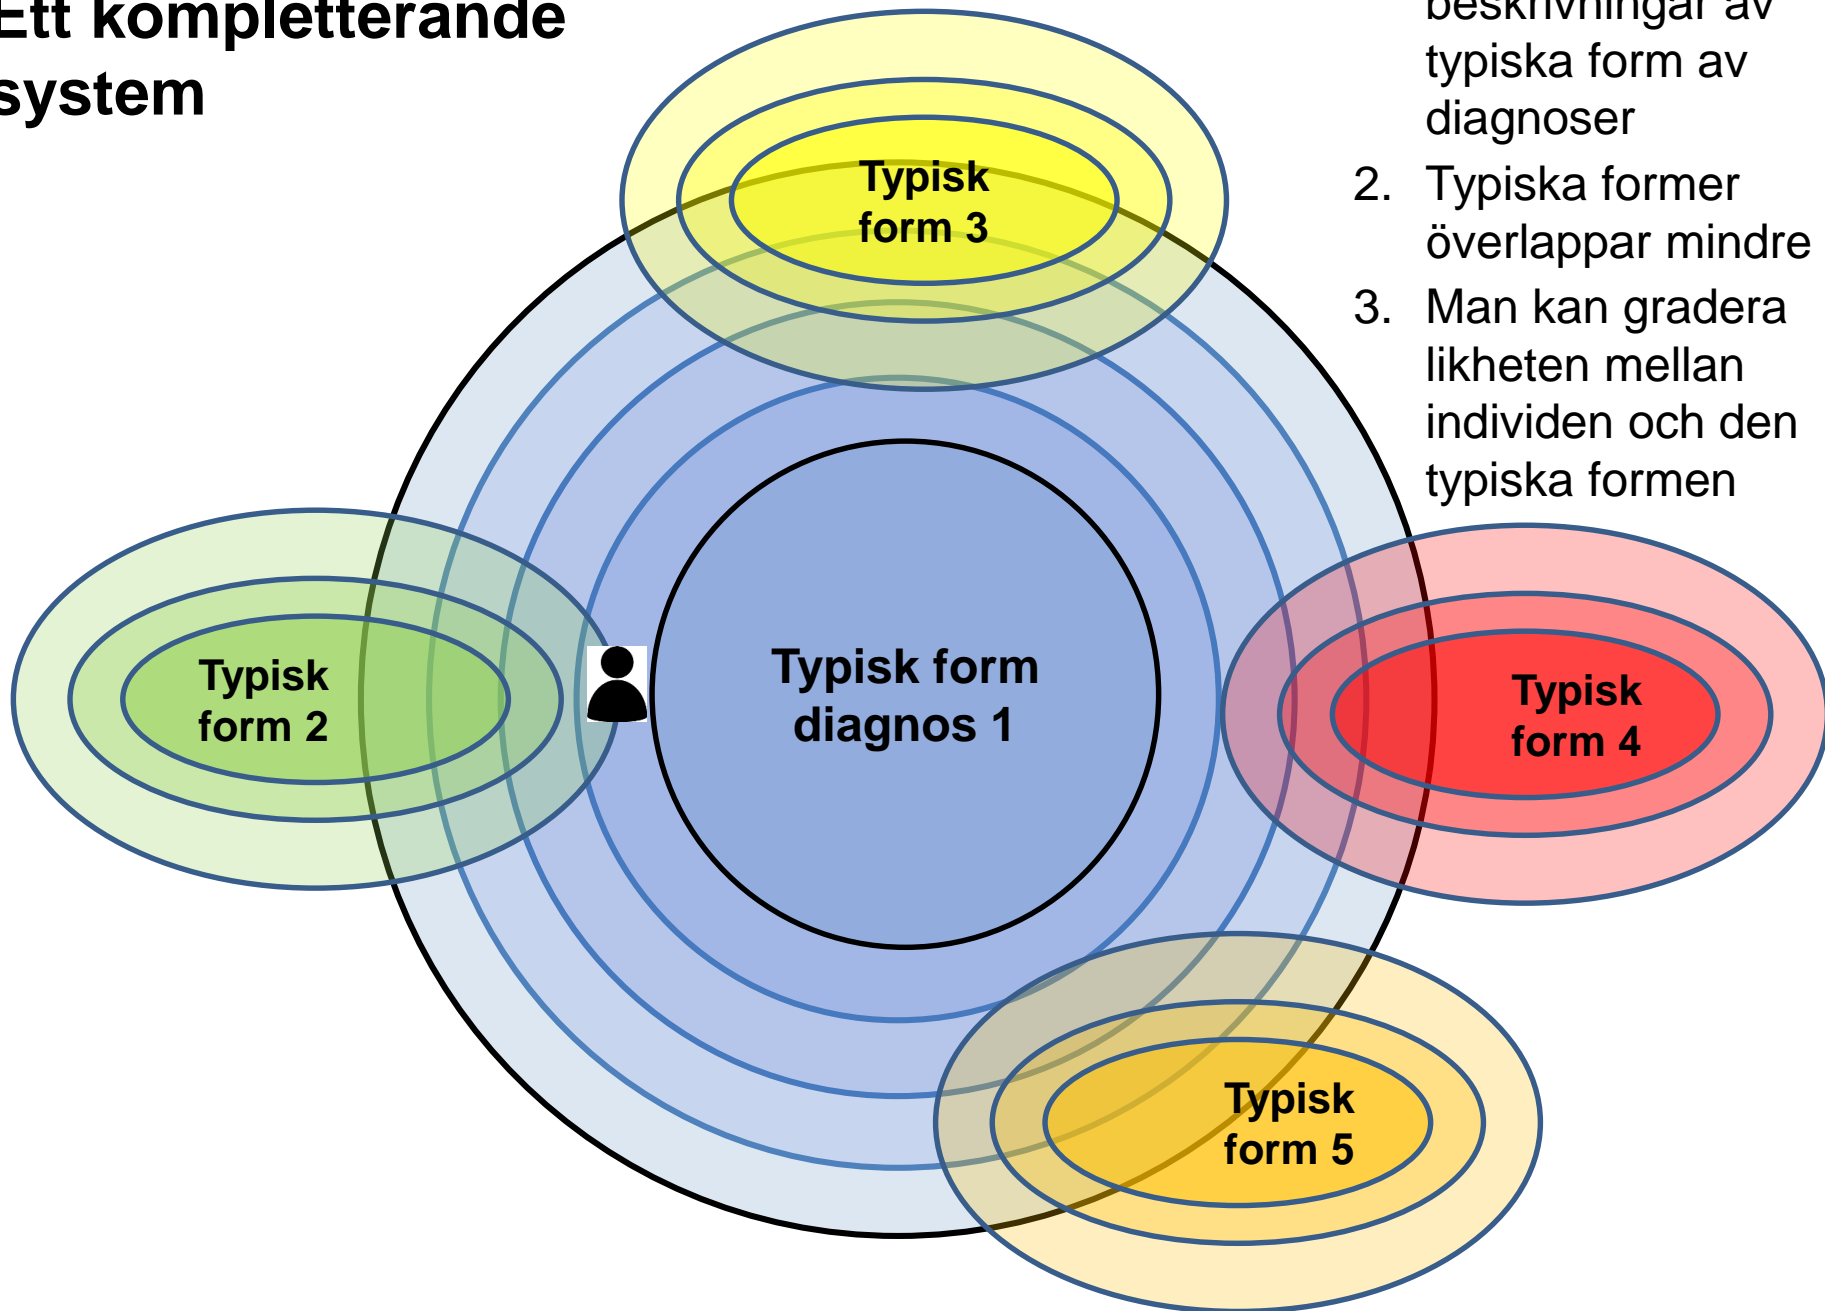 Ett kompletterande
system
beskrivningar av
typiska form av
diagnoser
2. Typiska former
överlappar mindre
3. Man kan gradera
likheten mellan
individen och den
typiska formen
Typisk
form 3
Typisk
form 2
Typisk form
diagnos 1
Typisk
form 4
Typisk
form 5